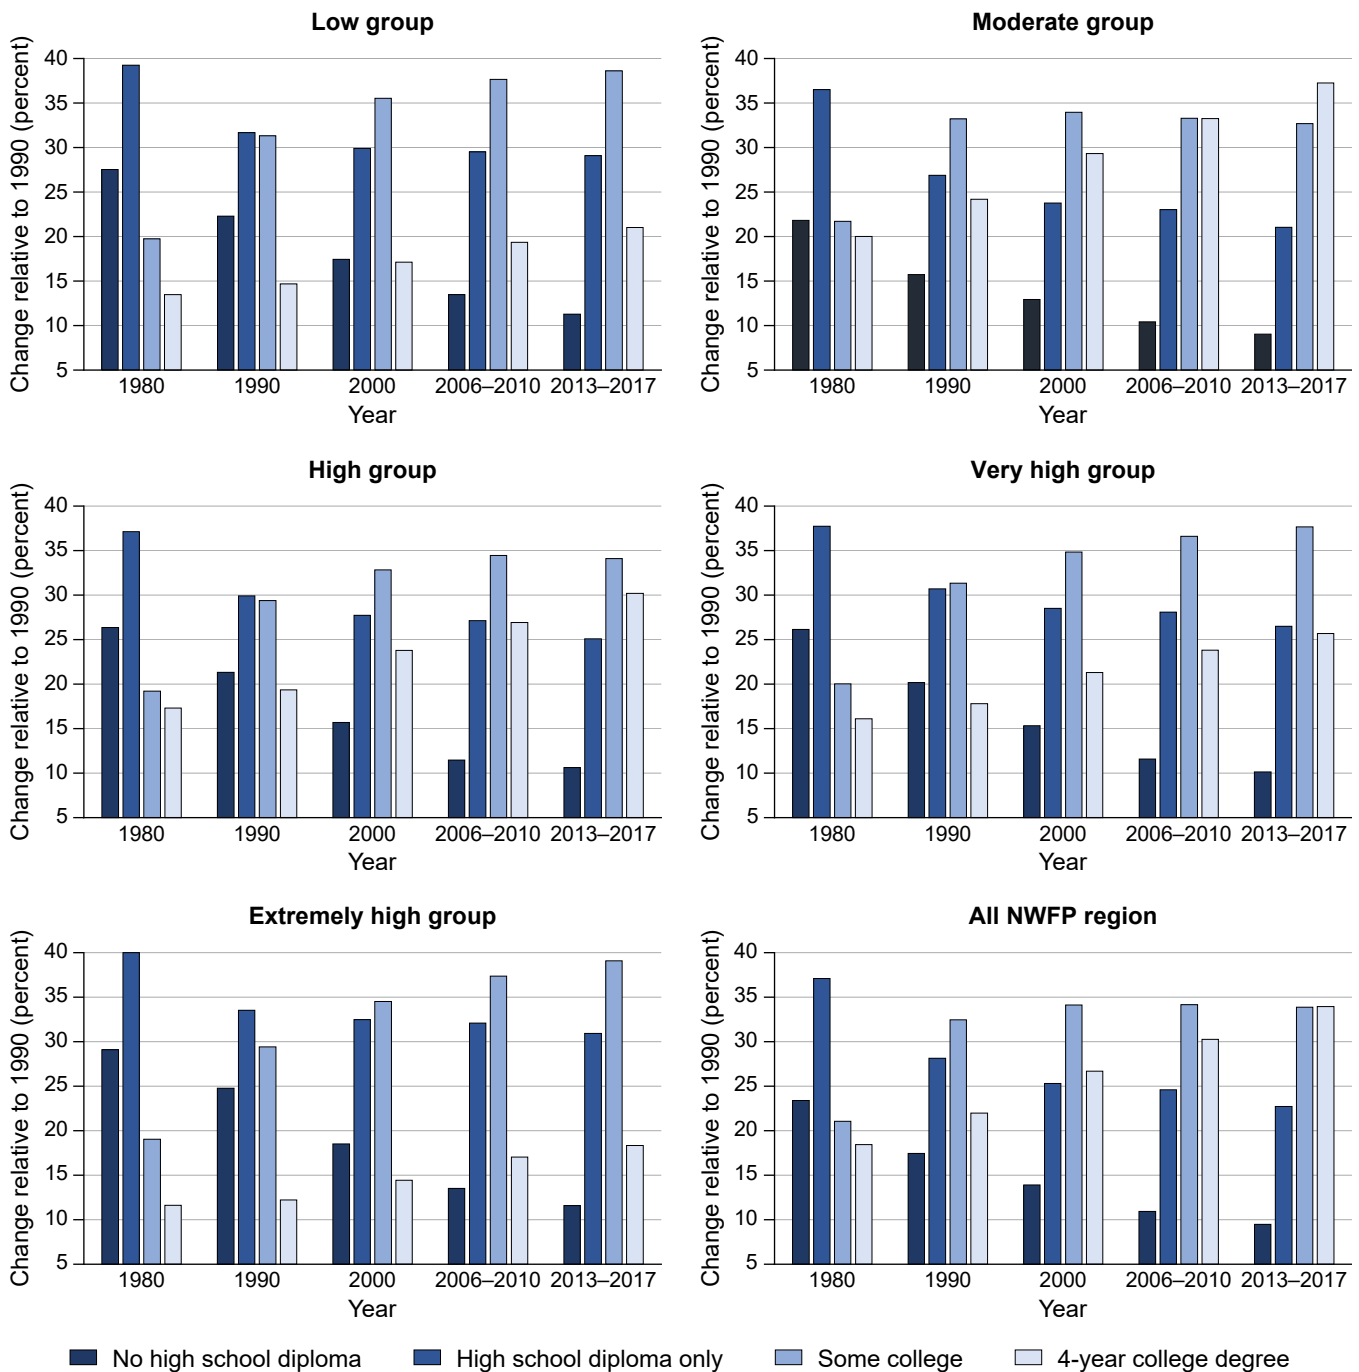 Low group
Change relative to 1990 (percent)
40
35
30
25
20
15
10
5
1980 1990 2000 2006–2010 2013–2017
Year
Moderate group
Change relative to 1990 (percent)
40
35
30
25
20
15
10
5
1980 1990 2000 2006–2010 2013–2017
Year
High group
Change relative to 1990 (percent)
40
35
30
25
20
15
10
5
1980 1990 2000 2006–2010 2013–2017
Year
Very high group
Change relative to 1990 (percent)
40
35
30
25
20
15
10
5
1980 1990 2000 2006–2010 2013–2017
Year
Extremely high group
Change relative to 1990 (percent)
40
35
30
25
20
15
10
5
1980 1990 2000 2006–2010 2013–2017
Year
All NWFP region
Change relative to 1990 (percent)
40
35
30
25
20
15
10
5
1980 1990 2000 2006–2010 2013–2017
Year
No high school diploma High school diploma only Some college 4-year college degree